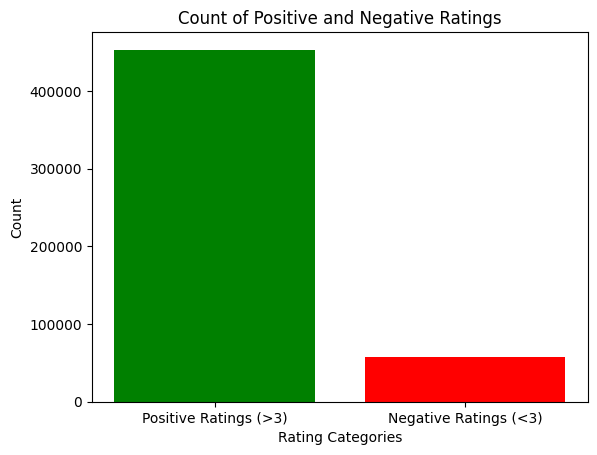 Count of Positive and Negative Ratings
Count
400000
300000
200000
100000
0
Positive Ratings (>3) Negative Ratings (<3)
Rating Categories